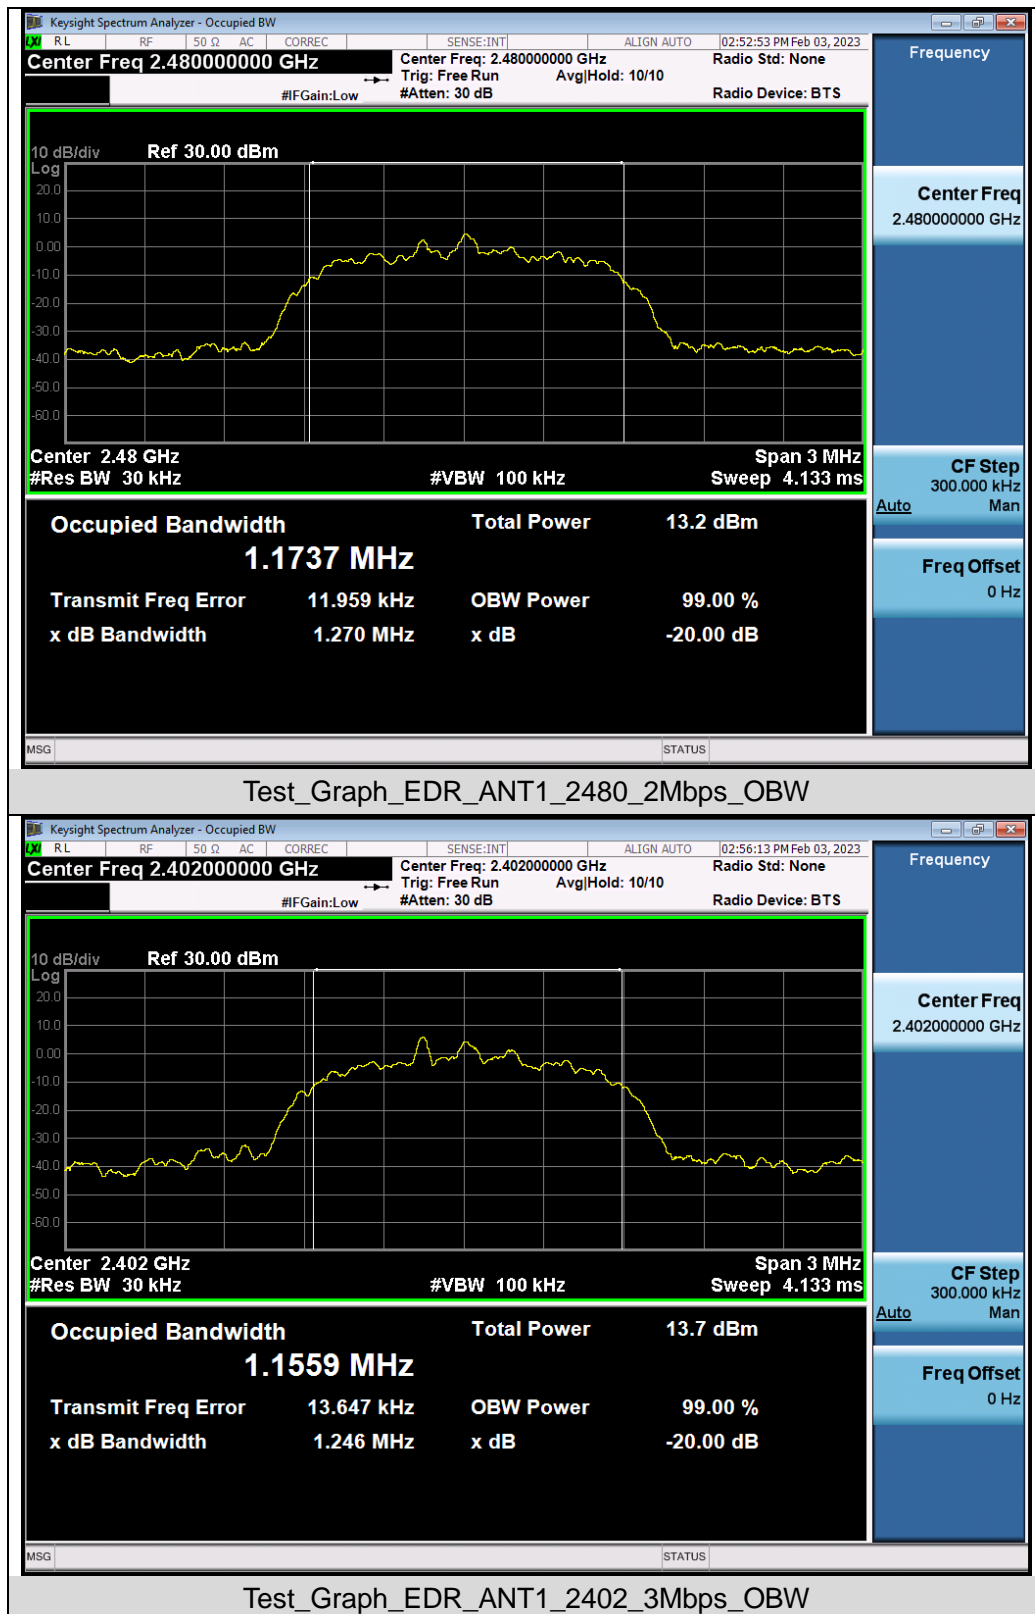 Keysight Spectrum Analyzer - Occupied BW
LXI RL RF 50 Ω AC CORREC SENSE:INT ALIGN AUTO 02:52:53 PM Feb 03, 2023
Center Freq 2.480000000 GHz Center Freq: 2.480000000 GHz Radio Std: None
Trig: Free Run Avg|Hold: 10/10
#IFGain:Low #Atten: 30 dB Radio Device: BTS
Frequency
10 dB/div Ref 30.00 dBm
Log
20.0
10.0
0.00
-10.0
-20.0
-30.0
-40.0
-50.0
-60.0
Center 2.48 GHz Span 3 MHz
#Res BW 30 kHz #VBW 100 kHz Sweep 4.133 ms
Center Freq
2.480000000 GHz
CF Step
300.000 kHz
Auto Man
Freq Offset
0 Hz
Occupied Bandwidth Total Power 13.2 dBm
1.1737 MHz
Transmit Freq Error 11.959 kHz OBW Power 99.00 %
x dB Bandwidth 1.270 MHz x dB -20.00 dB
MSG STATUS
Test_Graph_EDR_ANT1_2480_2Mbps_OBW
Keysight Spectrum Analyzer - Occupied BW
LXI RL RF 50 Ω AC CORREC SENSE:INT ALIGN AUTO 02:56:13 PM Feb 03, 2023
Center Freq 2.402000000 GHz Center Freq: 2.402000000 GHz Radio Std: None
Trig: Free Run Avg|Hold: 10/10
#IFGain:Low #Atten: 30 dB Radio Device: BTS
Frequency
10 dB/div Ref 30.00 dBm
Log
20.0
10.0
0.00
-10.0
-20.0
-30.0
-40.0
-50.0
-60.0
Center 2.402 GHz Span 3 MHz
#Res BW 30 kHz #VBW 100 kHz Sweep 4.133 ms
Center Freq
2.402000000 GHz
CF Step
300.000 kHz
Auto Man
Freq Offset
0 Hz
Occupied Bandwidth Total Power 13.7 dBm
1.1559 MHz
Transmit Freq Error 13.647 kHz OBW Power 99.00 %
x dB Bandwidth 1.246 MHz x dB -20.00 dB
MSG STATUS
Test_Graph_EDR_ANT1_2402_3Mbps_OBW